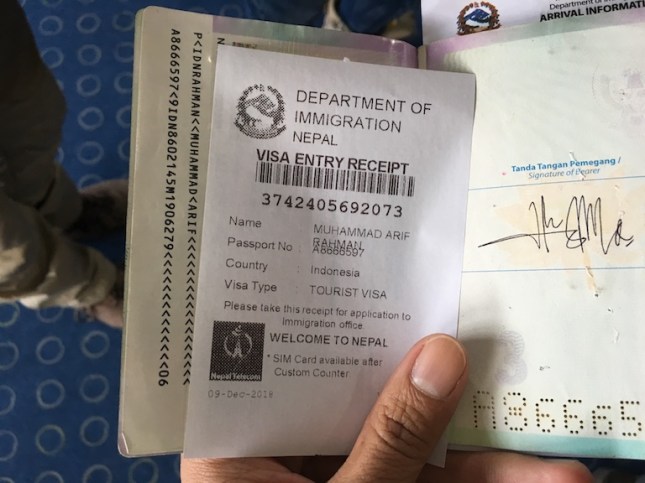 Department of Im
ARRIVAL INFORMATI
P<IDNRAHMAN<<MUHAMMAD<ARIF<<<<<<<<<<<<<<<<<<
A8666597<9IDN8602145M1906279<<<<<<<<<<<<<<06
DEPARTMENT OF
IMMIGRATION
NEPAL
VISA ENTRY RECEIPT
3742405692073
Name : MUHAMMAD ARIF
RAHMAN
Passport No : A8666597
Country : Indonesia
Visa Type : TOURIST VISA
Please take this receipt for application to
Immigration office.
WELCOME TO NEPAL
* SIM Card available after
Custom Counter
Nepal Telecom
09-Dec-2018
Tanda Tangan Pemegang /
Signature of Bearer
A86665